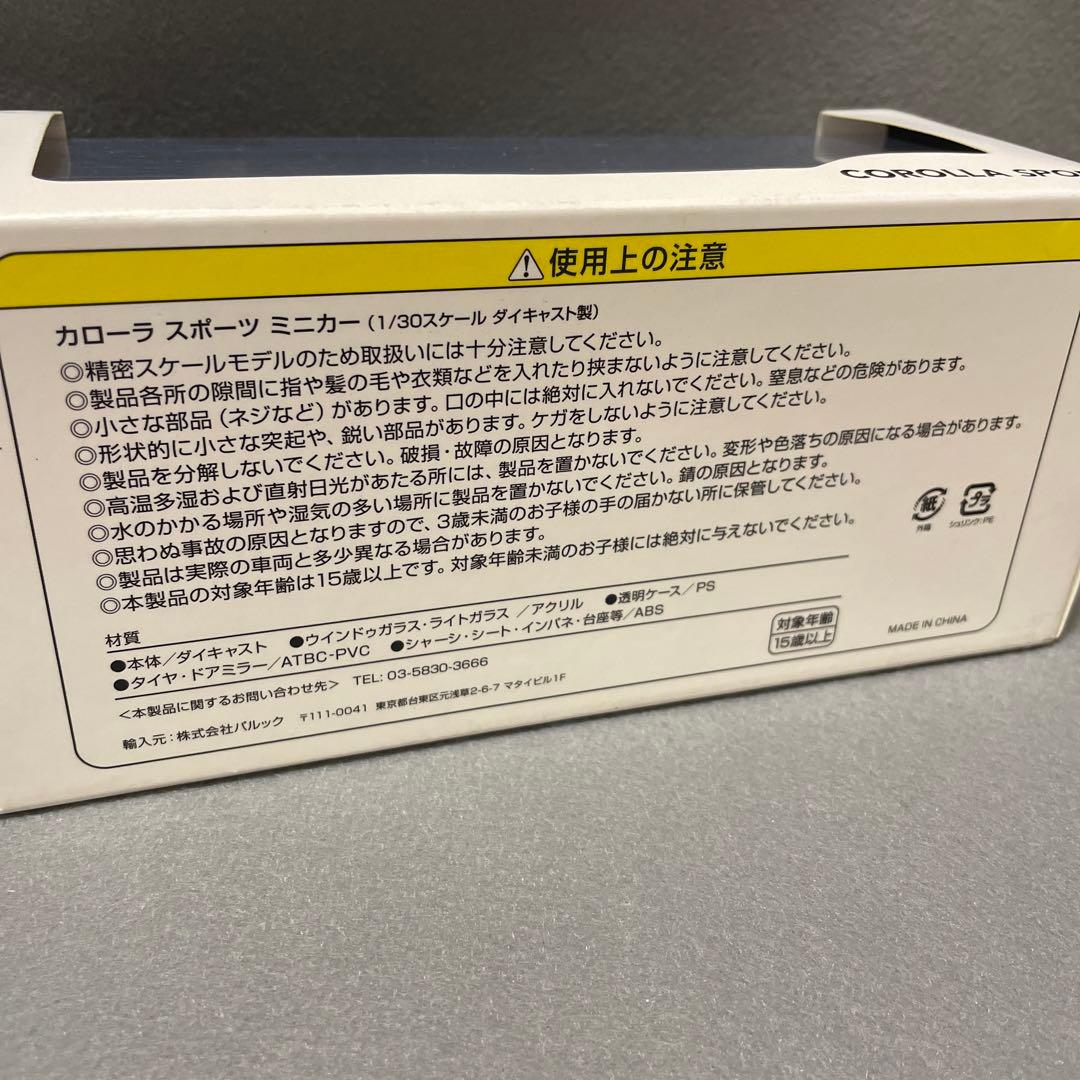 COROLLA SPO
⚠使用上の注意
カローラ スポーツ ミニカー（1/30スケール ダイキャスト製）
◎精密スケールモデルのため取扱いには十分注意してください。
◎製品各所の隙間に指や髪の毛や衣類などを入れたり挟まないように注意してください。
◎小さな部品（ネジなど）があります。口の中には絶対に入れないでください。窒息などの危険があります。
◎形状的に小さな突起や、鋭い部品があります。ケガをしないように注意してください。
◎製品を分解しないでください。破損・故障の原因となります。
◎高温多湿および直射日光があたる所には、製品を置かないでください。変形や色落ちの原因になる場合があります。
◎水のかかる場所や湿気の多い場所に製品を置かないでください。錆の原因となります。
◎思わぬ事故の原因となりますので、3歳未満のお子様の手の届かない所に保管してください。
◎製品は実際の車両と多少異なる場合があります。
◎本製品の対象年齢は15歳以上です。対象年齢未満のお子様には絶対に与えないでください。
紙
外箱
プラ
シュリンク:PE
材質
●本体／ダイキャスト ●ウインドゥガラス・ライトガラス ／アクリル ●透明ケース／PS
●タイヤ・ドアミラー／ATBC-PVC ●シャーシ・シート・インパネ・台座等／ABS
対象年齢
15歳以上
MADE IN CHINA
＜本製品に関するお問い合わせ先＞ TEL: 03-5830-3666
輸入元：株式会社バルック 〒111-0041 東京都台東区元浅草2-6-7 マタイビル1F